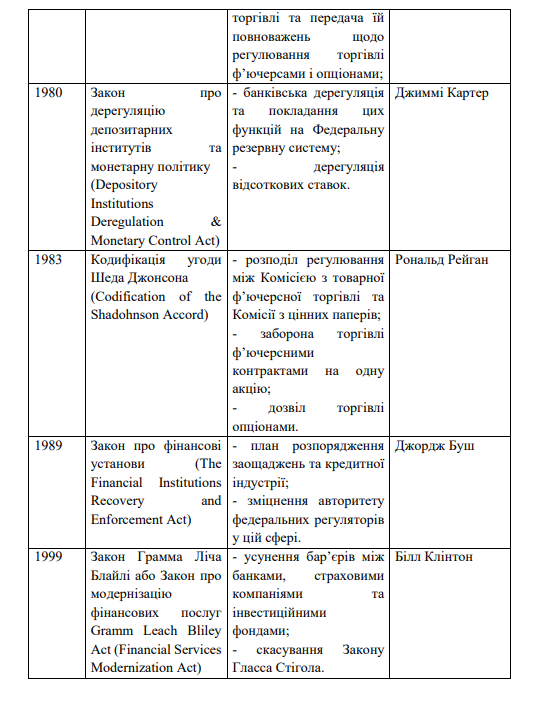 торгівлі та передача їй
повноважень щодо
регулювання торгівлі
ф’ючерсами і опціонами;
1980
Закон про
дерегуляцію
депозитарних
інститутів та
монетарну політику
(Depository
Institutions
Deregulation &
Monetary Control Act)
- банківська дерегуляція
та покладання цих
функцій на Федеральну
резервну систему;
- дерегуляція
відсоткових ставок.
Джиммі Картер
1983
Кодифікація угоди
Шеда Джонсона
(Codification of the
Shadohnson Accord)
- розподіл регулювання
між Комісією з товарної
ф’ючерсної торгівлі та
Комісії з цінних паперів;
- заборона торгівлі
ф’ючерсними
контрактами на одну
акцію;
- дозвіл торгівлі
опціонами.
Рональд Рейган
1989
Закон про фінансові
установи (The
Financial Institutions
Recovery and
Enforcement Act)
- план розпорядження
заощаджень та кредитної
індустрії;
- зміцнення авторитету
федеральних регуляторів
у цій сфері.
Джордж Буш
1999
Закон Грамма Ліча
Блайлі або Закон про
модернізацію
фінансових послуг
Gramm Leach Bliley
Act (Financial Services
Modernization Act)
- усунення бар’єрів між
банками, страховими
компаніями та
інвестиційними
фондами;
- скасування Закону
Гласса Стігола.
Білл Клінтон